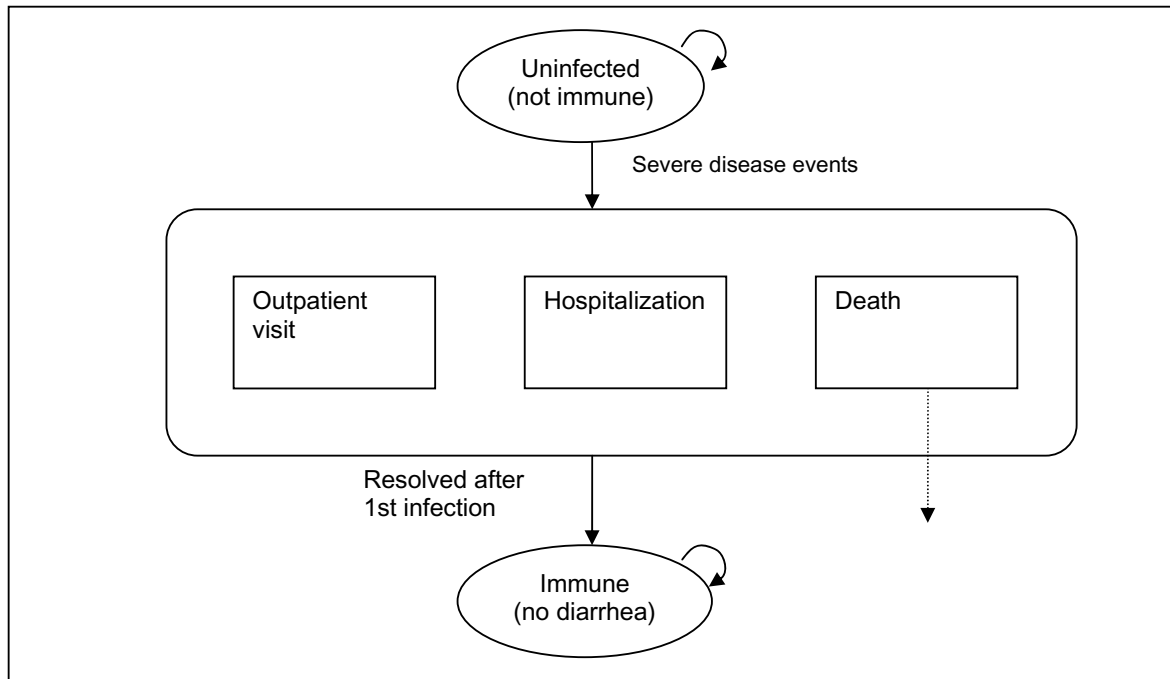 Uninfected
(not immune)
Severe disease events
Outpatient
visit
Hospitalization
Death
Resolved after
1st infection
Immune
(no diarrhea)